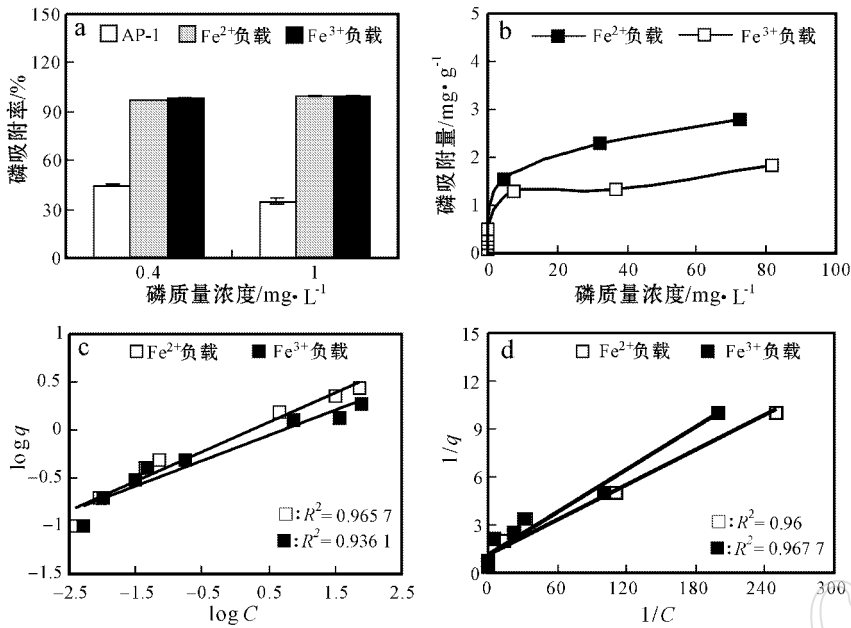 150
120
90
60
30
0
磷吸附率/%
a
AP-1
Fe²⁺负载
Fe³⁺负载
0.4
1
磷质量浓度/mg·L⁻¹
5
4
3
2
1
0
磷吸附量/mg·g⁻¹
b
Fe²⁺负载
Fe³⁺负载
0
20
40
60
80
100
磷质量浓度/mg·L⁻¹
1
0.5
0
−0.5
−1
−1.5
log q
c
Fe²⁺负载
Fe³⁺负载
:R²=0.965 7
:R²=0.936 1
−2.5
−1.5
−0.5
0.5
1.5
2.5
log C
15
12
9
6
3
0
1/q
d
Fe²⁺负载
Fe³⁺负载
:R²=0.96
:R²=0.967 7
0
60
120
180
240
300
1/C